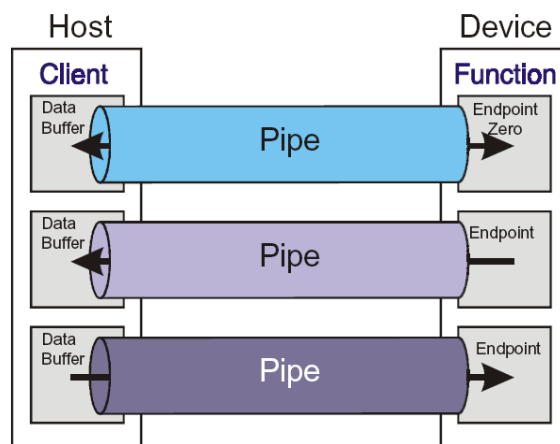 Host
Device
Client
Function
Data
Buffer
Pipe
Endpoint
Zero
Data
Buffer
Pipe
Endpoint
Data
Buffer
Pipe
Endpoint